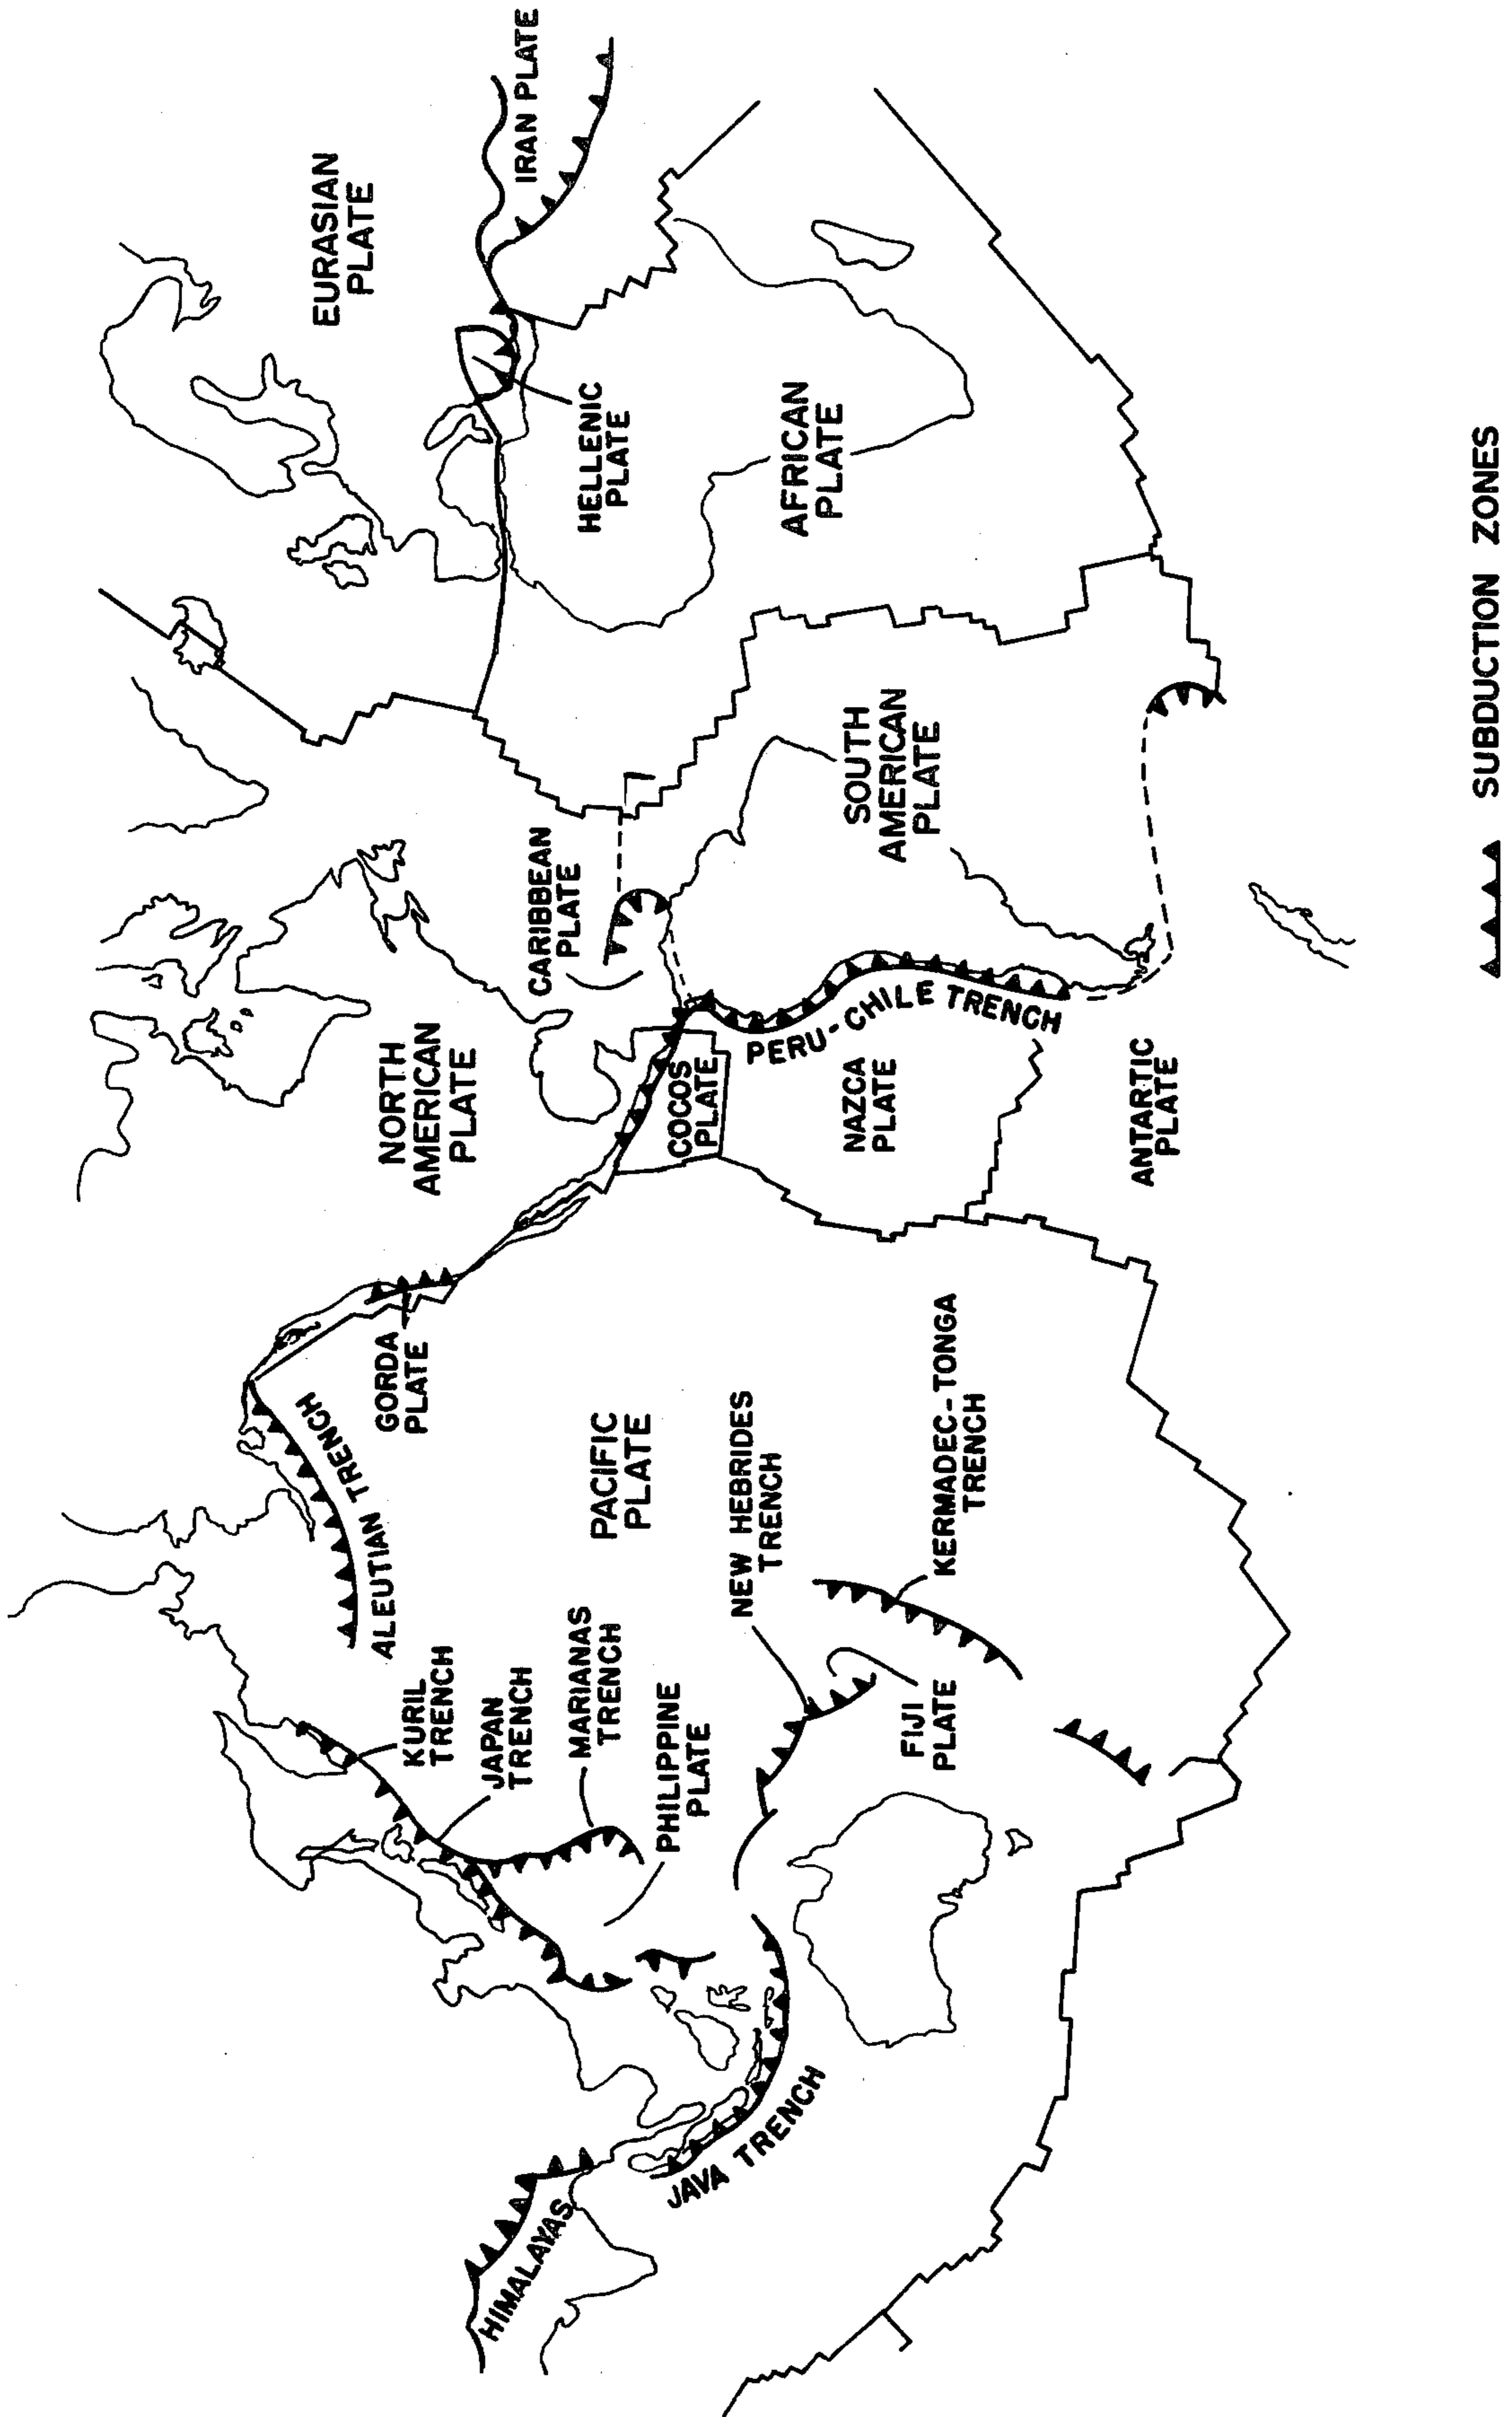 EURASIAN
PLATE
IRAN PLATE
HELLENIC
PLATE
AFRICAN
PLATE
NORTH
AMERICAN
PLATE
CARIBBEAN
PLATE
SOUTH
AMERICAN
PLATE
COCOS
PLATE
PERU-CHILE TRENCH
NAZCA
PLATE
ANTARTIC
PLATE
GORDA
PLATE
ALEUTIAN TRENCH
PACIFIC
PLATE
KURIL
TRENCH
JAPAN
TRENCH
MARIANAS
TRENCH
PHILIPPINE
PLATE
NEW HEBRIDES
TRENCH
KERMADEC-TONGA
TRENCH
FIJI
PLATE
HIMALAYAS
JAVA TRENCH
SUBDUCTION ZONES